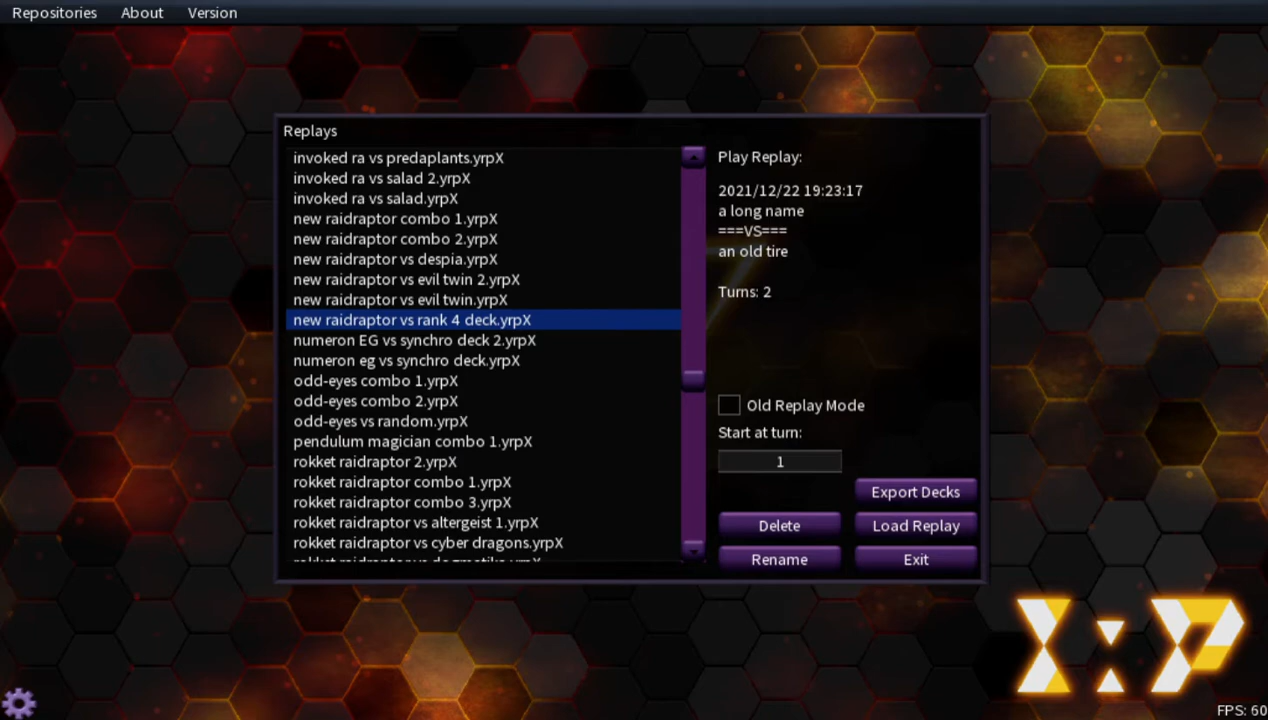 Repositories About Version
Replays
invoked ra vs predaplants.yrpX
invoked ra vs salad 2.yrpX
invoked ra vs salad.yrpX
new raidraptor combo 1.yrpX
new raidraptor combo 2.yrpX
new raidraptor vs despia.yrpX
new raidraptor vs evil twin 2.yrpX
new raidraptor vs evil twin.yrpX
new raidraptor vs rank 4 deck.yrpX
numeron EG vs synchro deck 2.yrpX
numeron eg vs synchro deck.yrpX
odd-eyes combo 1.yrpX
odd-eyes combo 2.yrpX
odd-eyes vs random.yrpX
pendulum magician combo 1.yrpX
rokket raidraptor 2.yrpX
rokket raidraptor combo 1.yrpX
rokket raidraptor combo 3.yrpX
rokket raidraptor vs altergeist 1.yrpX
rokket raidraptor vs cyber dragons.yrpX
Play Replay:
2021/12/22 19:23:17
a long name
===VS===
an old tire
Turns: 2
Old Replay Mode
Start at turn:
1
Export Decks
Delete Load Replay
Rename Exit
X:P
FPS: 60